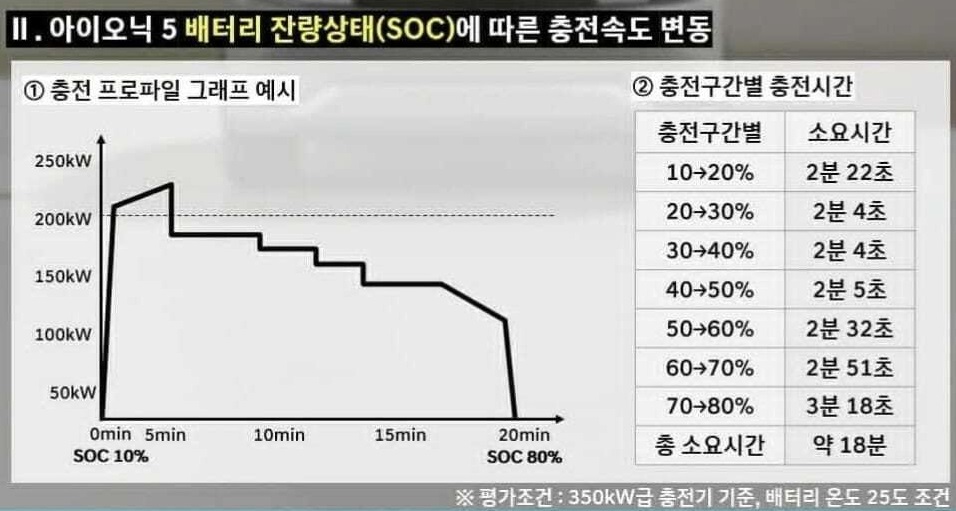 Ⅱ. 아이오닉 5 배터리 잔량상태(SOC)에 따른 충전속도 변동
① 충전 프로파일 그래프 예시
250kW
200kW
150kW
100kW
50kW
0min 5min 10min 15min 20min
SOC 10% SOC 80%
② 충전구간별 충전시간
충전구간별 소요시간
10→20% 2분 22초
20→30% 2분 4초
30→40% 2분 4초
40→50% 2분 5초
50→60% 2분 32초
60→70% 2분 51초
70→80% 3분 18초
총 소요시간 약 18분
※ 평가조건 : 350kW급 충전기 기준, 배터리 온도 25도 조건